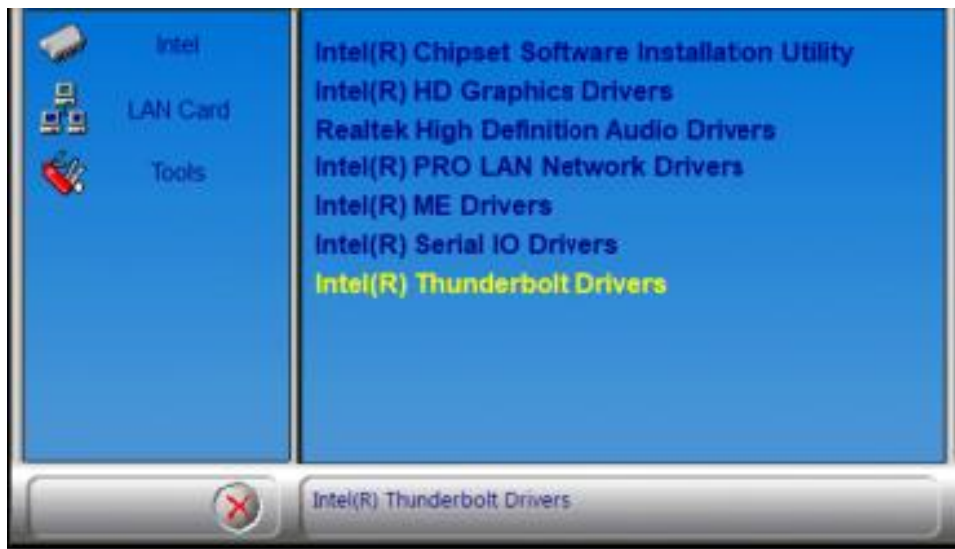 Intel
LAN Card
Tools
Intel(R) Chipset Software Installation Utility
Intel(R) HD Graphics Drivers
Realtek High Definition Audio Drivers
Intel(R) PRO LAN Network Drivers
Intel(R) ME Drivers
Intel(R) Serial IO Drivers
Intel(R) Thunderbolt Drivers
Intel(R) Thunderbolt Drivers